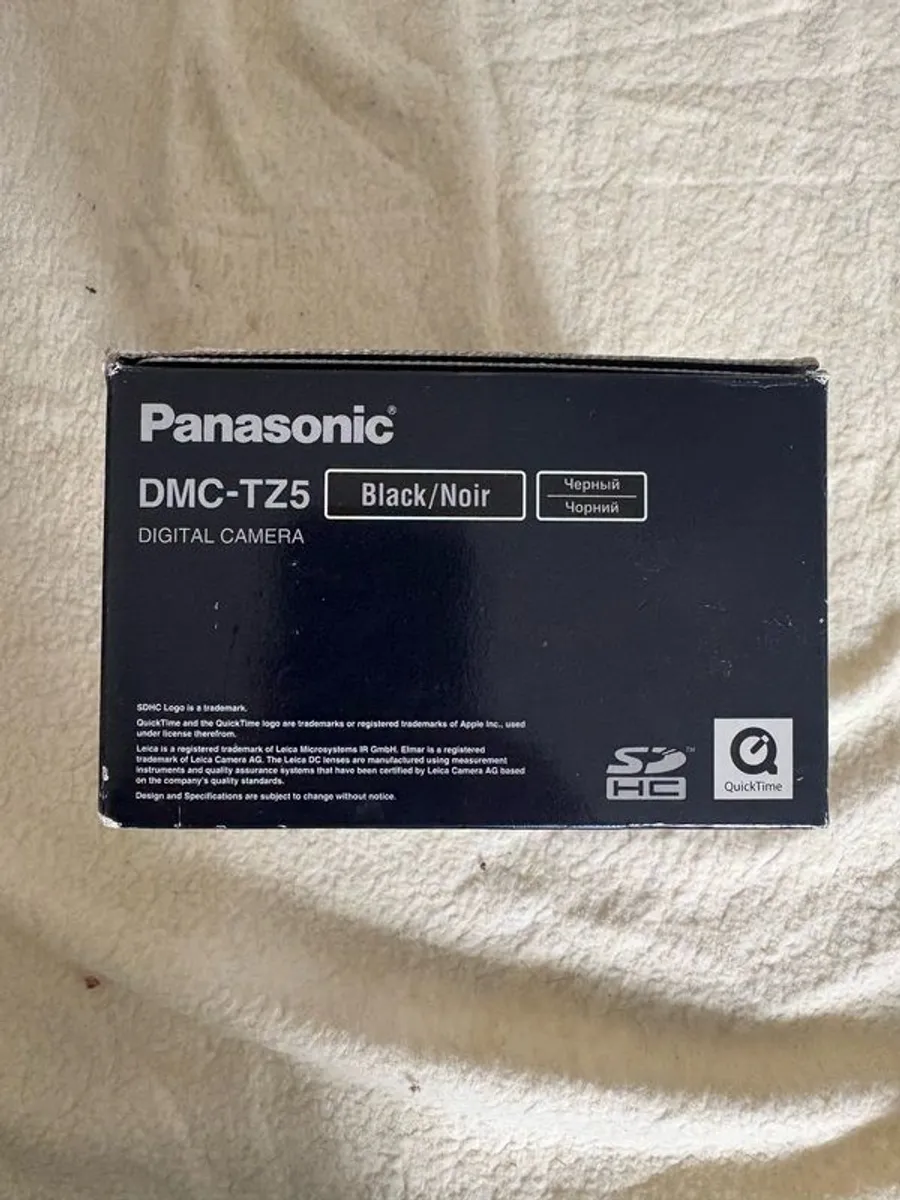 Panasonic®
DMC-TZ5 Black/Noir Черный
Чорний
DIGITAL CAMERA
SDHC Logo is a trademark.
QuickTime and the QuickTime logo are trademarks or registered trademarks of Apple Inc., used
under license therefrom.
Leica is a registered trademark of Leica Microsystems IR GmbH. Elmar is a registered
trademark of Leica Camera AG. The Leica DC lenses are manufactured using measurement
instruments and quality assurance systems that have been certified by Leica Camera AG based
on the company's quality standards.
Design and Specifications are subject to change without notice.
SD™
HC
QuickTime